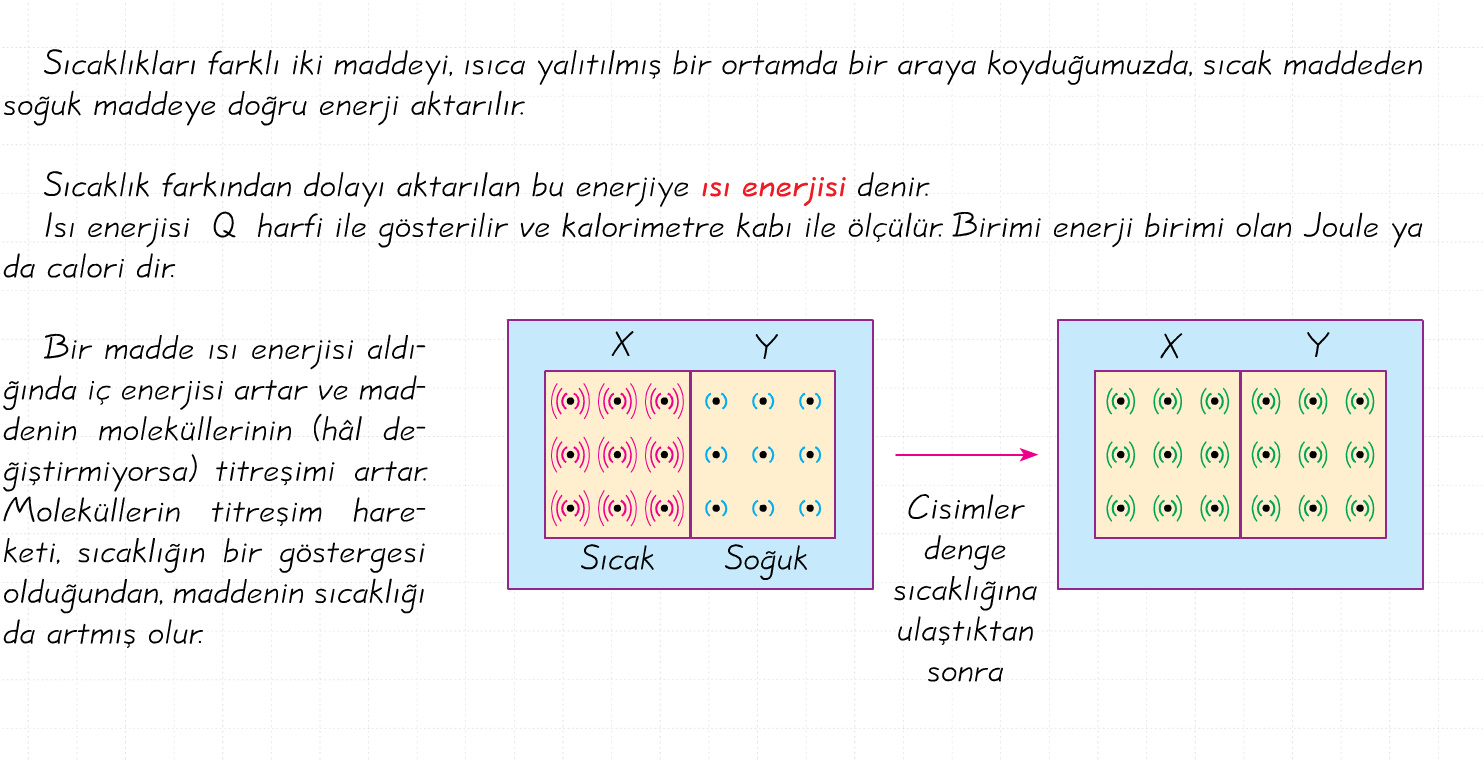 Sıcaklıkları farklı iki maddeyi, ısıca yalıtılmış bir ortamda bir araya koyduğumuzda, sıcak maddeden
soğuk maddeye doğru enerji aktarılır.
Sıcaklık farkından dolayı aktarılan bu enerjiye ısı enerjisi denir.
Isı enerjisi Q harfi ile gösterilir ve kalorimetre kabı ile ölçülür. Birimi enerji birimi olan Joule ya
da calori dir.
Bir madde ısı enerjisi aldı-
ğında iç enerjisi artar ve mad-
denin moleküllerinin (hâl de-
ğiştirmiyorsa) titreşimi artar.
Moleküllerin titreşim hare-
keti, sıcaklığın bir göstergesi
olduğundan, maddenin sıcaklığı
da artmış olur.
X Y
Sıcak Soğuk
Cisimler
denge
sıcaklığına
ulaştıktan
sonra
X Y